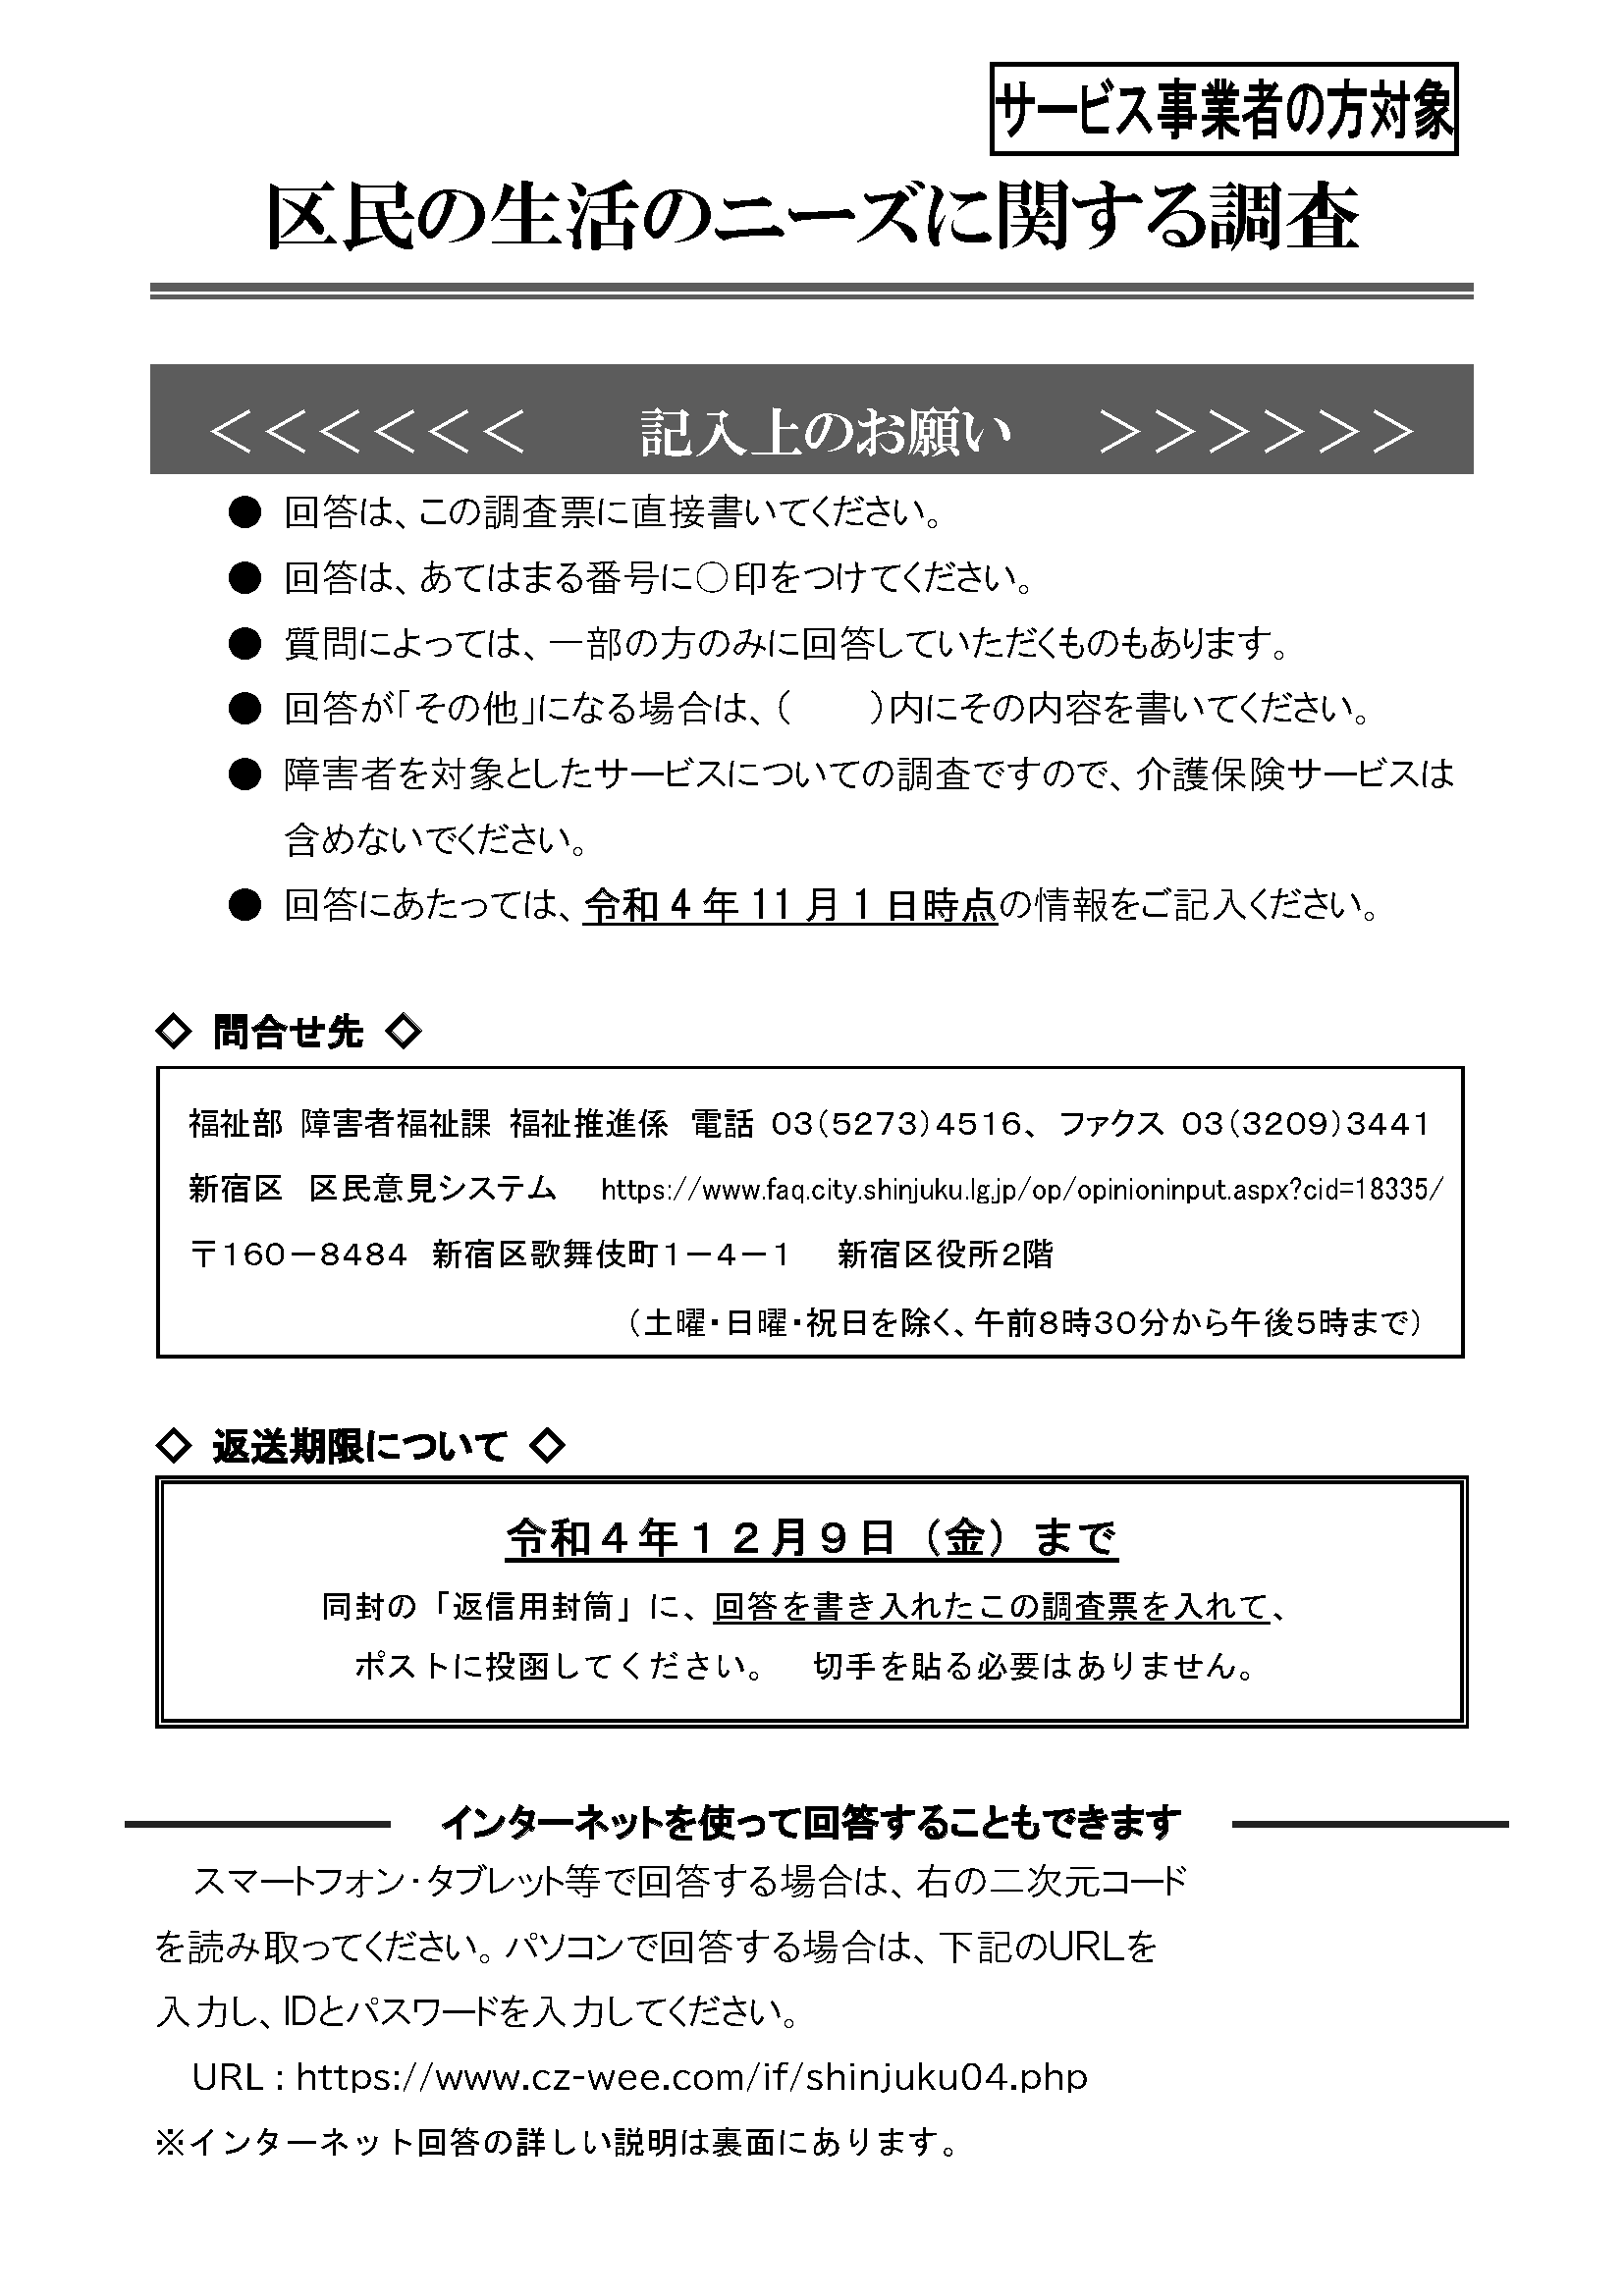 サービス事業者の方対象
区民の生活のニーズに関する調査
＜＜＜＜＜＜　記入上のお願い　＞＞＞＞＞＞
● 回答は、この調査票に直接書いてください。
● 回答は、あてはまる番号に○印をつけてください。
● 質問によっては、一部の方のみに回答していただくものもあります。
● 回答が「その他」になる場合は、（　　）内にその内容を書いてください。
● 障害者を対象としたサービスについての調査ですので、介護保険サービスは
含めないでください。
● 回答にあたっては、令和4年11月1日時点の情報をご記入ください。
◇ 問合せ先 ◇
福祉部 障害者福祉課 福祉推進係　電話 ０３（５２７３）４５１６、 ファクス ０３（３２０９）３４４１
新宿区　区民意見システム　https://www.faq.city.shinjuku.lg.jp/op/opinioninput.aspx?cid=18335/
〒１６０－８４８４　新宿区歌舞伎町１－４－１　新宿区役所２階
（土曜・日曜・祝日を除く、午前８時３０分から午後５時まで）
◇ 返送期限について ◇
令和４年１２月９日（金）まで
同封の「返信用封筒」に、回答を書き入れたこの調査票を入れて、
ポストに投函してください。　切手を貼る必要はありません。
インターネットを使って回答することもできます
スマートフォン・タブレット等で回答する場合は、右の二次元コード
を読み取ってください。パソコンで回答する場合は、下記のＵＲＬを
入力し、IDとパスワードを入力してください。
URL：https://www.cz-wee.com/if/shinjuku04.php
※インターネット回答の詳しい説明は裏面にあります。